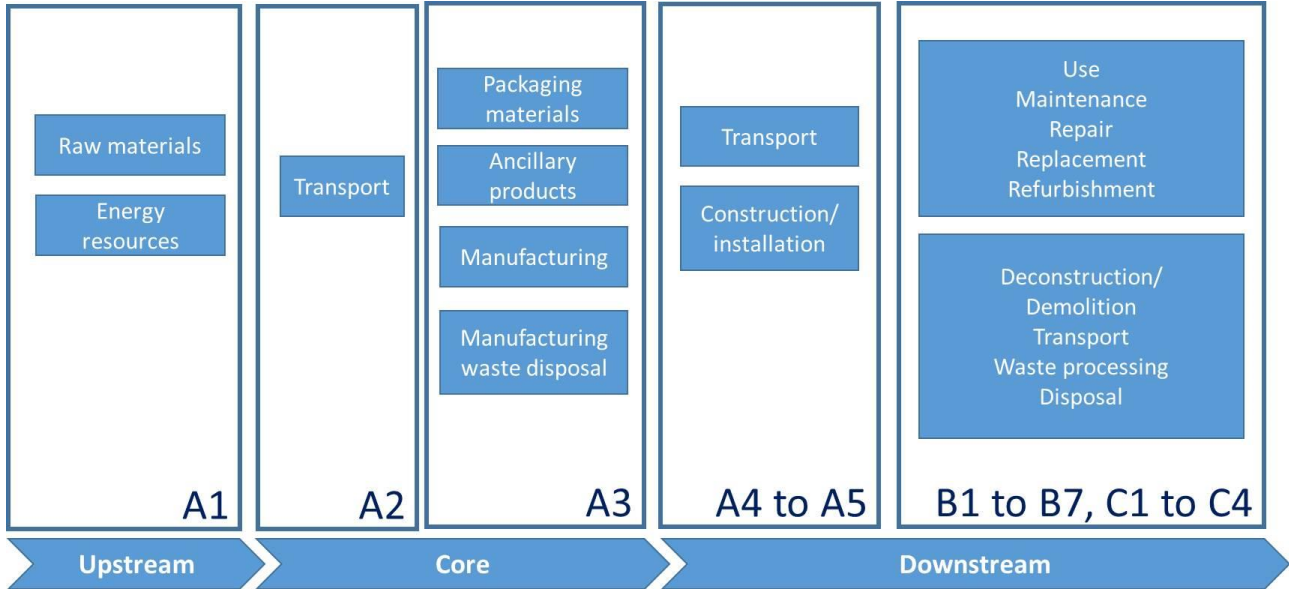 Raw materials
Energy
resources
A1
Transport
A2
Packaging
materials
Ancillary
products
Manufacturing
Manufacturing
waste disposal
A3
Transport
Construction/
installation
A4 to A5
Use
Maintenance
Repair
Replacement
Refurbishment
Deconstruction/
Demolition
Transport
Waste processing
Disposal
B1 to B7, C1 to C4
Upstream
Core
Downstream